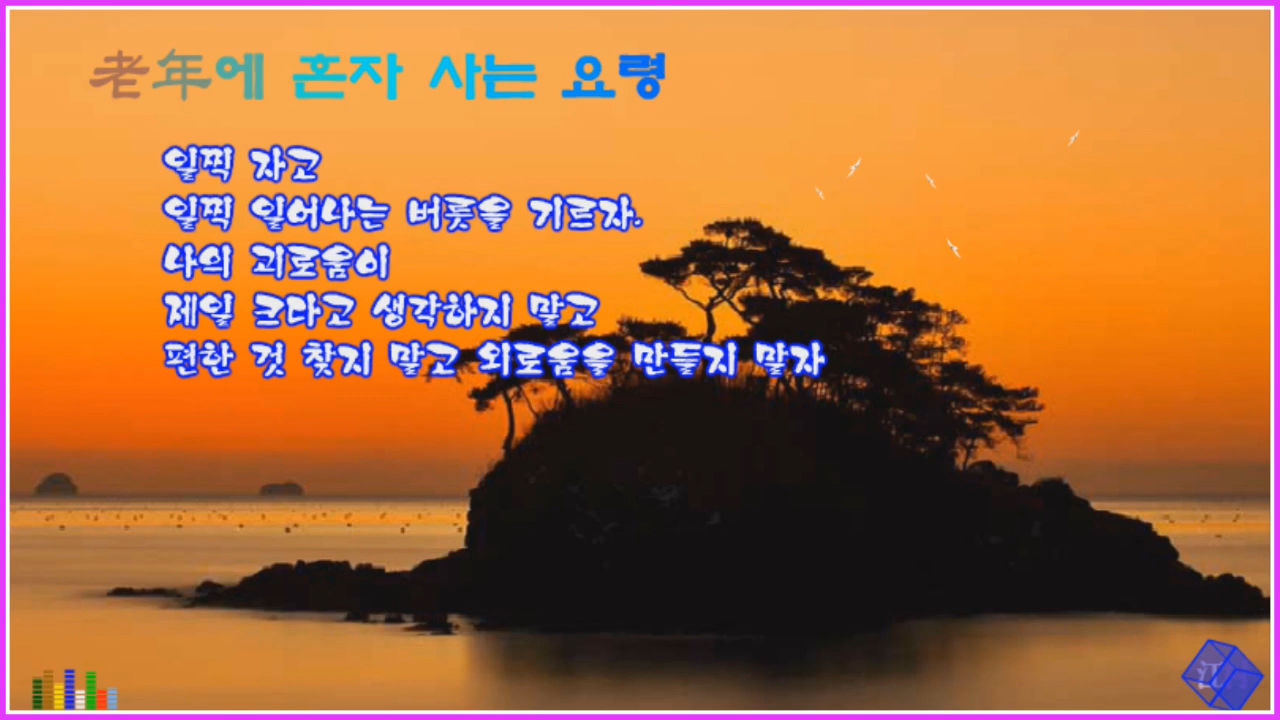 老年에 혼자 사는 요령
일찍 자고
일찍 일어나는 버릇을 기르자.
나의 괴로움이
제일 크다고 생각하지 말고
편한 것 찾지 말고 외로움을 만들지 말자
江